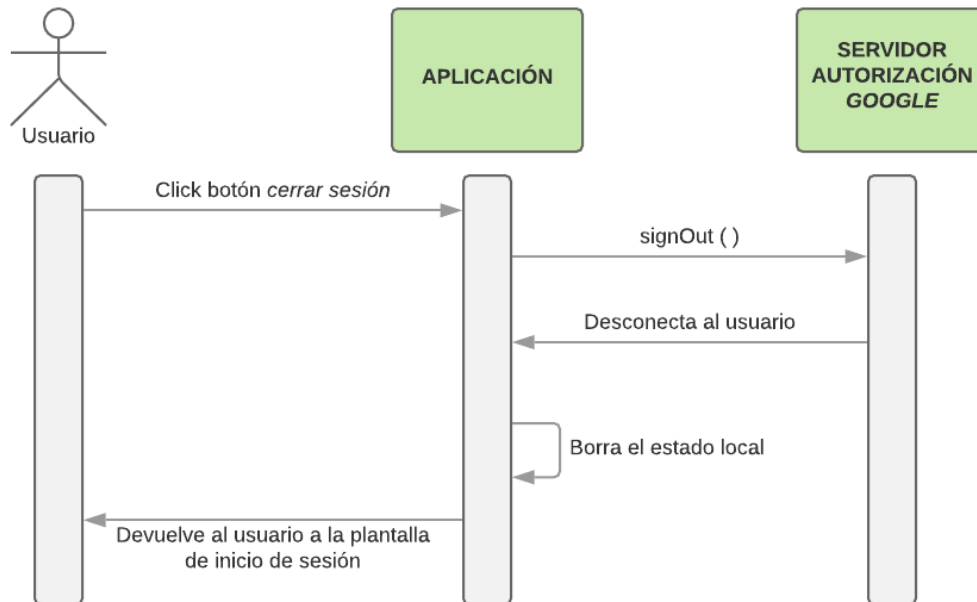 Usuario
APLICACIÓN
SERVIDOR
AUTORIZACIÓN
GOOGLE
Click botón cerrar sesión
signOut ( )
Desconecta al usuario
Borra el estado local
Devuelve al usuario a la plantalla
de inicio de sesión